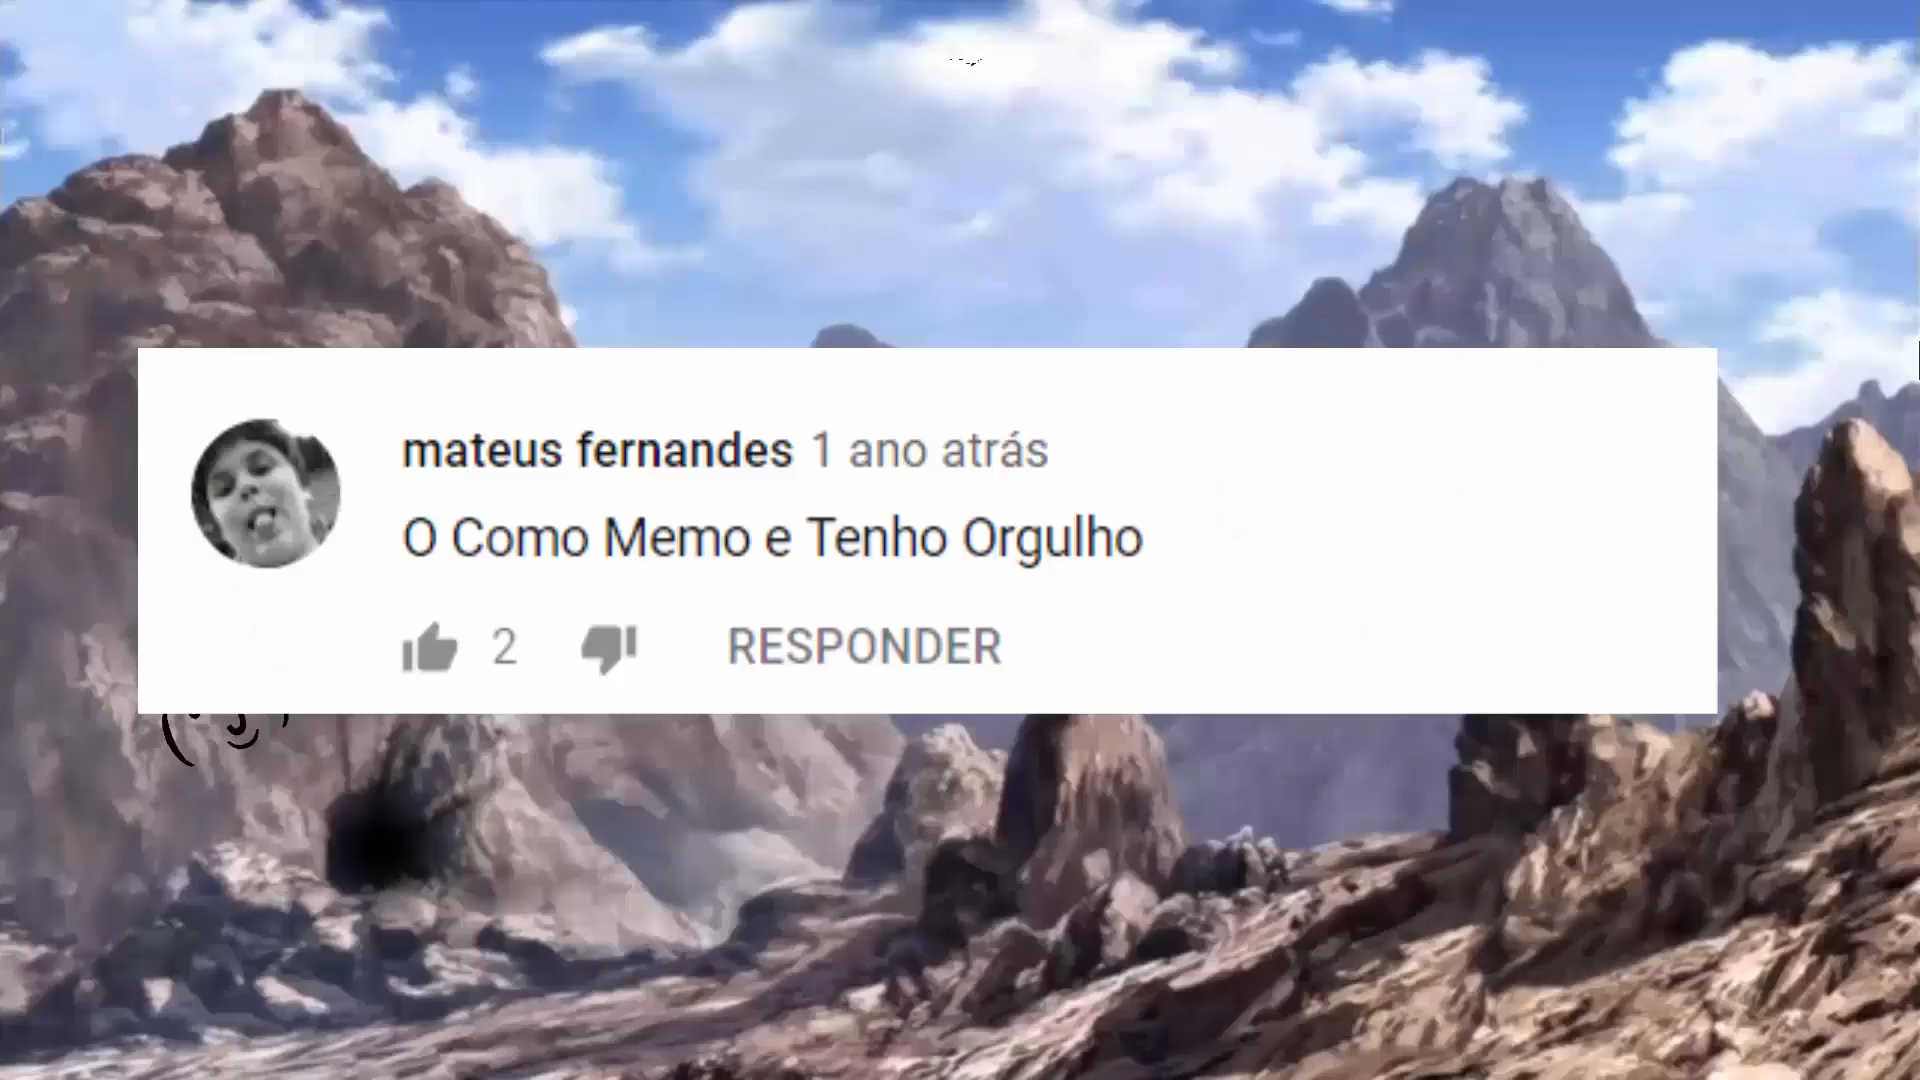 mateus fernandes 1 ano atrás
O Como Memo e Tenho Orgulho
2 RESPONDER